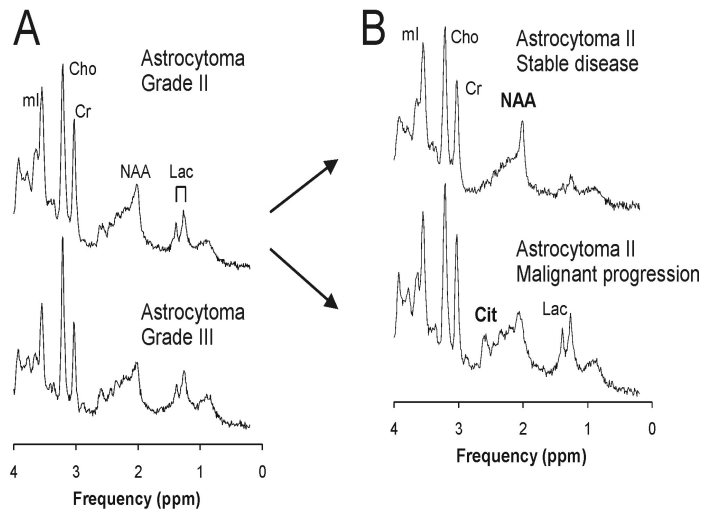 A
Astrocytoma
Grade II
mI
Cho
Cr
NAA
Lac
Astrocytoma
Grade III
4 3 2 1 0
Frequency (ppm)
B
mI
Cho
Cr
Astrocytoma II
Stable disease
NAA
Astrocytoma II
Malignant progression
Cit
Lac
4 3 2 1 0
Frequency (ppm)